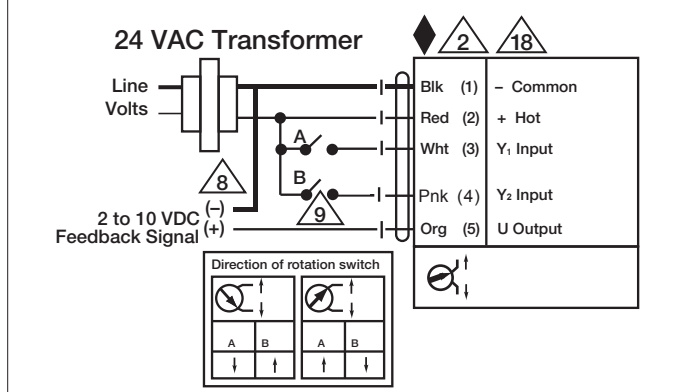 24 VAC Transformer
2
18
Line
Volts
Blk (1) – Common
Red (2) + Hot
A
Wht (3) Y₁ Input
B
8
9
Pnk (4) Y₂ Input
2 to 10 VDC (–)
Feedback Signal (+)
Org (5) U Output
Direction of rotation switch
A B A B